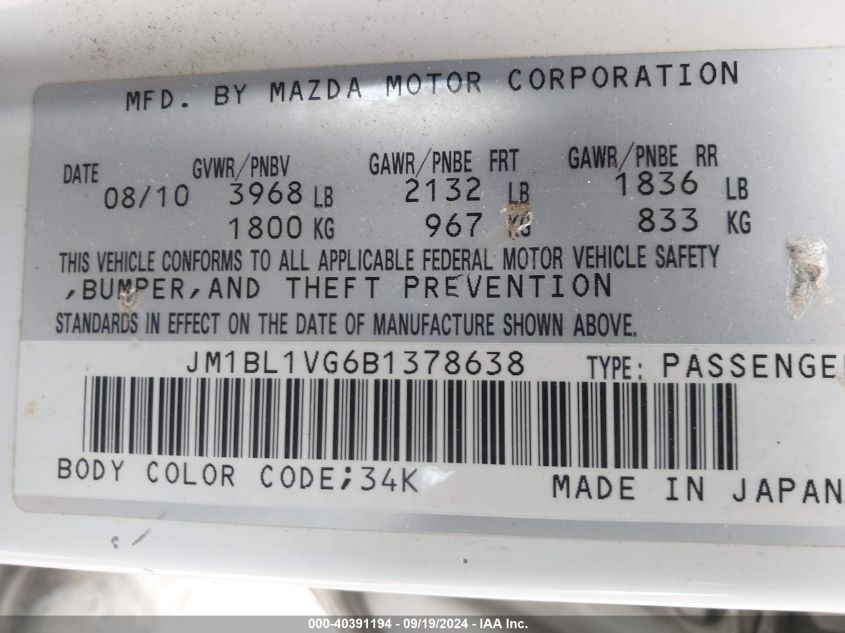 MFD. BY MAZDA MOTOR CORPORATION
DATE GVWR/PNBV GAWR/PNBE FRT GAWR/PNBE RR
08/10 3968 LB 2132 LB 1836 LB
1800 KG 967 KG 833 KG
THIS VEHICLE CONFORMS TO ALL APPLICABLE FEDERAL MOTOR VEHICLE SAFETY
,BUMPER,AND THEFT PREVENTION
STANDARDS IN EFFECT ON THE DATE OF MANUFACTURE SHOWN ABOVE.
JM1BL1VG6B1378638 TYPE: PASSENGE
BODY COLOR CODE;34K MADE IN JAPAN
000-40391194 - 09/19/2024 - IAAI.com